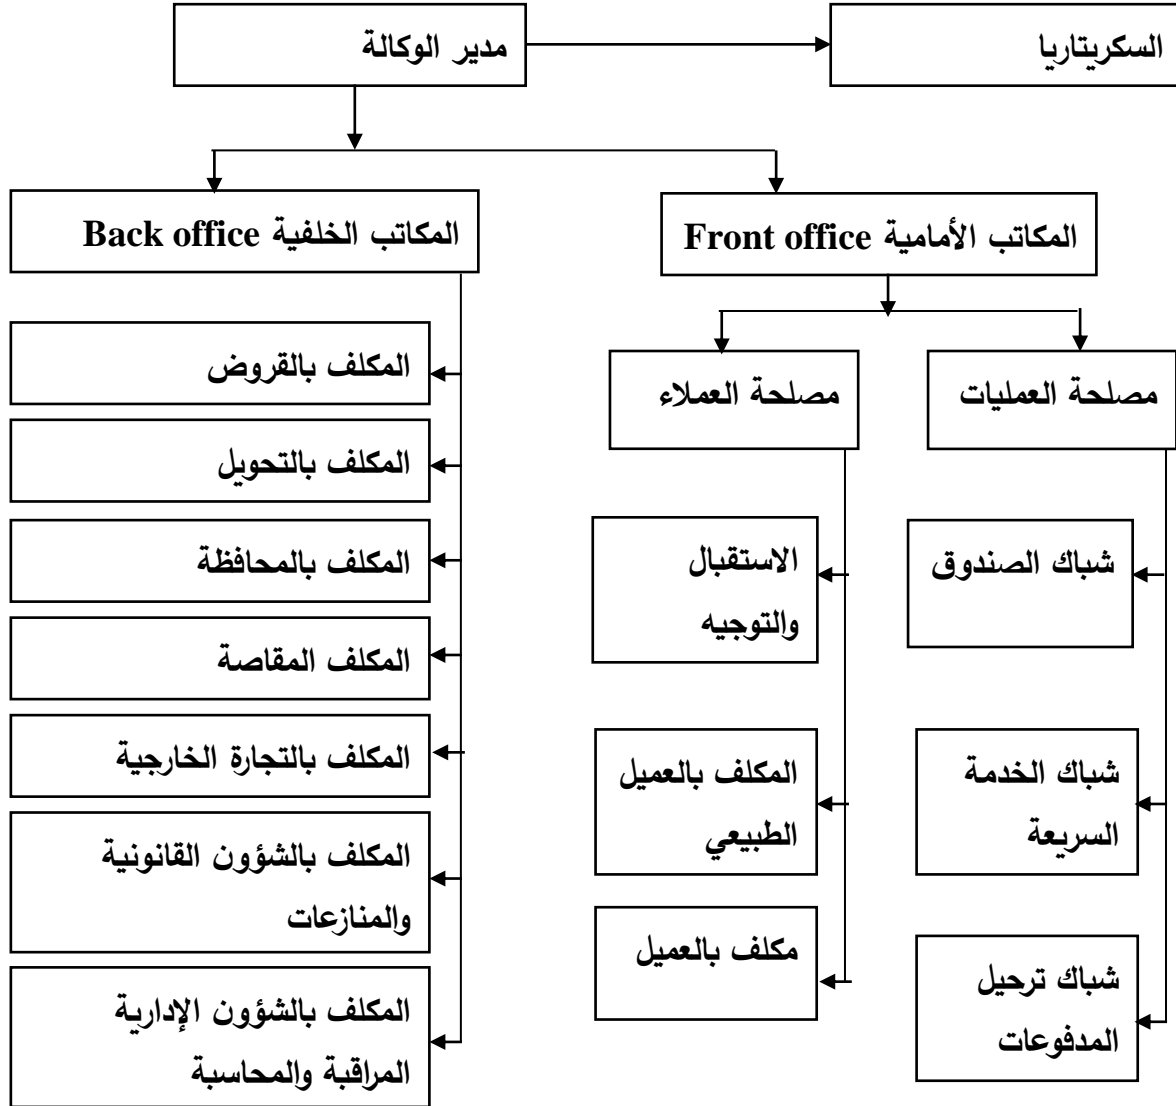 مدير الوكالة
السكريتاريا
المكاتب الأمامية Front office
المكاتب الخلفية Back office
مصلحة العمليات
شباك الصندوق
شباك الخدمة
السريعة
شباك ترحيل
المدفوعات
مصلحة العملاء
الاستقبال
والتوجيه
المكلف بالعميل
الطبيعي
مكلف بالعميل
المكلف بالقروض
المكلف بالتحويل
المكلف بالمحافظة
المكلف المقاصة
المكلف بالتجارة الخارجية
المكلف بالشؤون القانونية
والمنازعات
المكلف بالشؤون الإدارية
المراقبة والمحاسبة